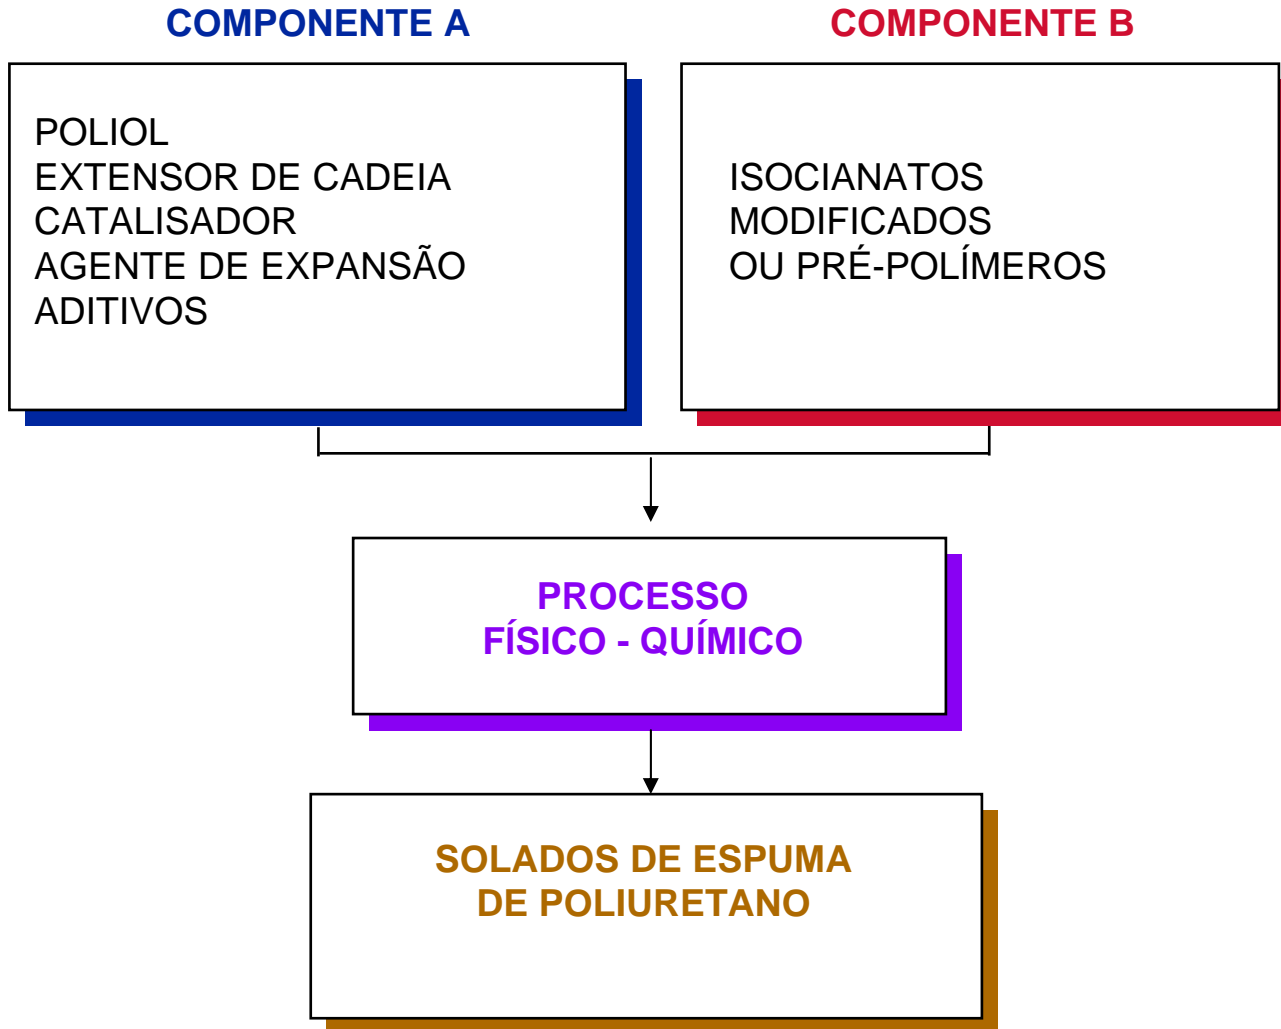 COMPONENTE A
COMPONENTE B
POLIOL
EXTENSOR DE CADEIA
CATALISADOR
AGENTE DE EXPANSÃO
ADITIVOS
ISOCIANATOS
MODIFICADOS
OU PRÉ-POLÍMEROS
PROCESSO
FÍSICO - QUÍMICO
SOLADOS DE ESPUMA
DE POLIURETANO